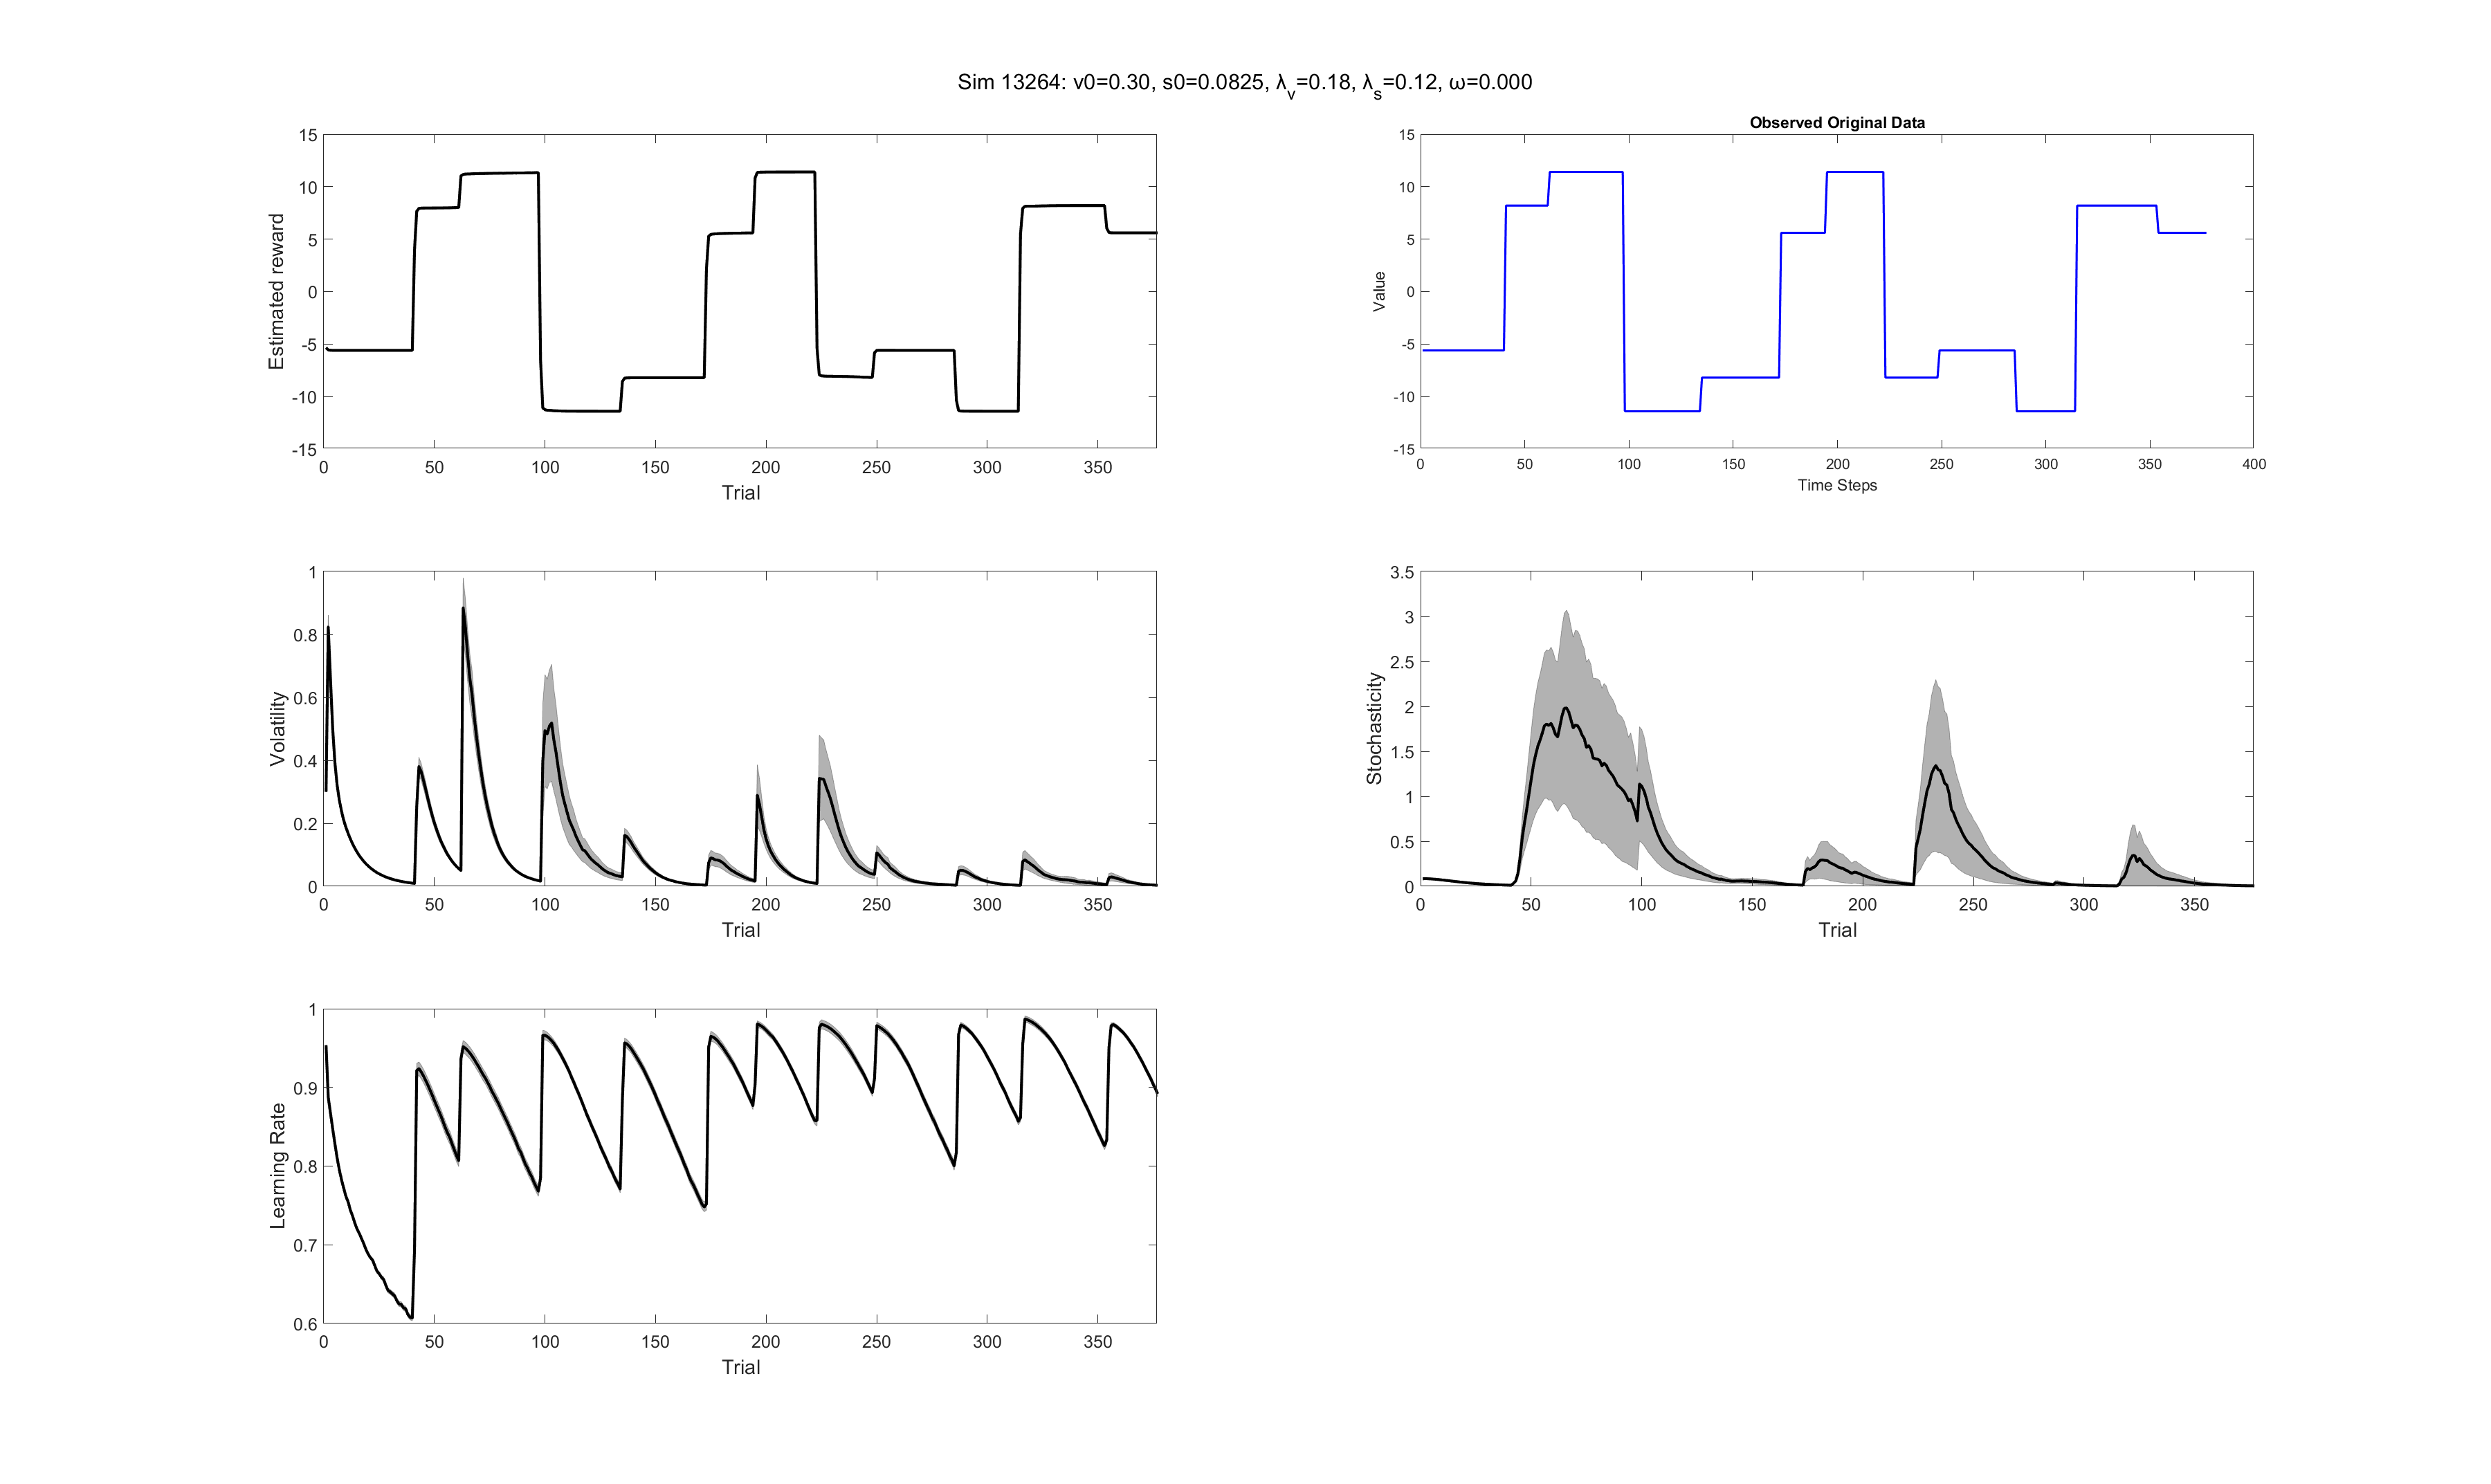 Sim 13264: v0=0.30, s0=0.0825, λv=0.18, λs=0.12, ω=0.000
15
10
5
0
-5
-10
-15
Estimated reward
0 50 100 150 200 250 300 350
Trial
Observed Original Data
15
10
5
0
-5
-10
-15
Value
0 50 100 150 200 250 300 350 400
Time Steps
1
0.8
0.6
0.4
0.2
0
Volatility
0 50 100 150 200 250 300 350
Trial
3.5
3
2.5
2
1.5
1
0.5
0
Stochasticity
0 50 100 150 200 250 300 350
Trial
1
0.9
0.8
0.7
0.6
Learning Rate
0 50 100 150 200 250 300 350
Trial